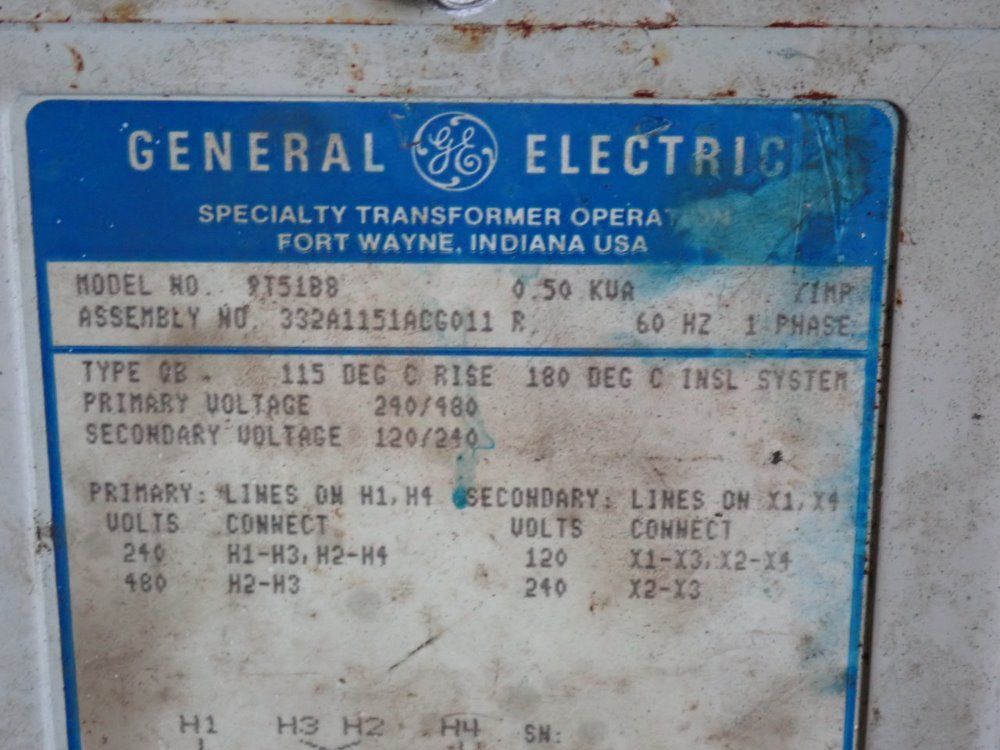 GENERAL GE ELECTRIC
SPECIALTY TRANSFORMER
FORT WAYNE, INDIANA USA
MODEL NO. 9T51B8 0.50 KVA
ASSEMBLY NO. 332A1151ACG011 R 60 HZ 1 PHASE
TYPE QB 115 DEG C RISE 180 DEG C INSL SYSTEM
PRIMARY VOLTAGE 240/480
SECONDARY VOLTAGE 120/240
PRIMARY: LINES ON H1,H4 SECONDARY: LINES ON X1,X4
VOLTS CONNECT VOLTS CONNECT
240 H1-H3,H2-H4 120 X1-X3,X2-X4
480 H2-H3 240 X2-X3
H1 H3 H2 H4 SN: